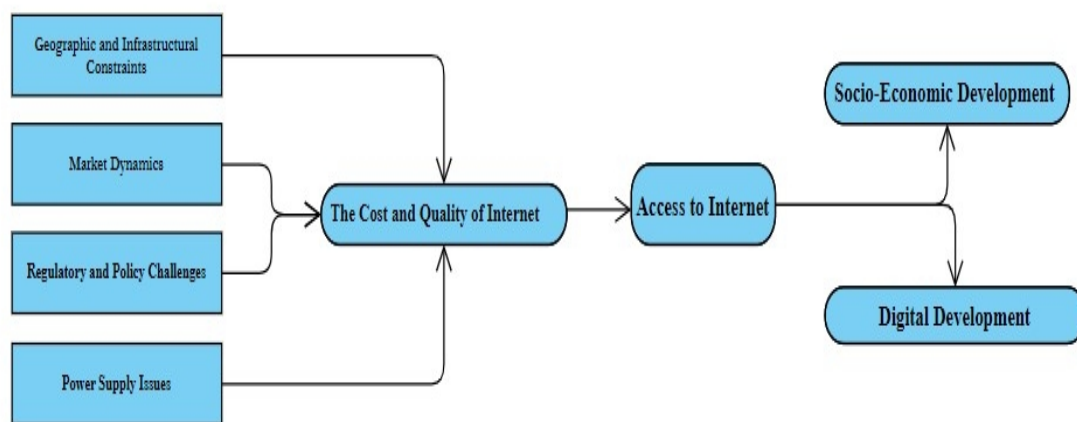 Geographic and Infrastructural
Constraints
Market Dynamics
Regulatory and Policy Challenges
Power Supply Issues
The Cost and Quality of Internet
Access to Internet
Socio-Economic Development
Digital Development